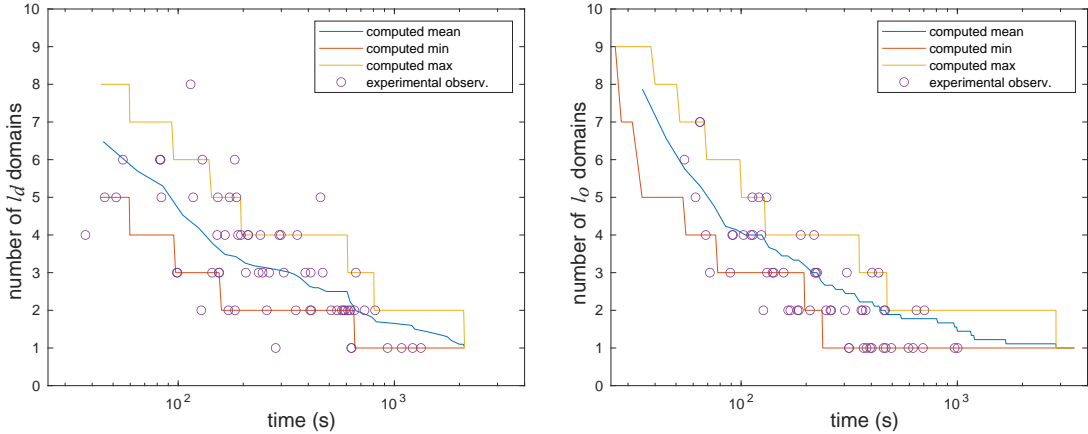 10
9
8
7
6
5
4
3
2
1
0
number of l_d domains
10^2
10^3
time (s)
computed mean
computed min
computed max
experimental observ.
10
9
8
7
6
5
4
3
2
1
0
number of l_o domains
10^2
10^3
time (s)
computed mean
computed min
computed max
experimental observ.